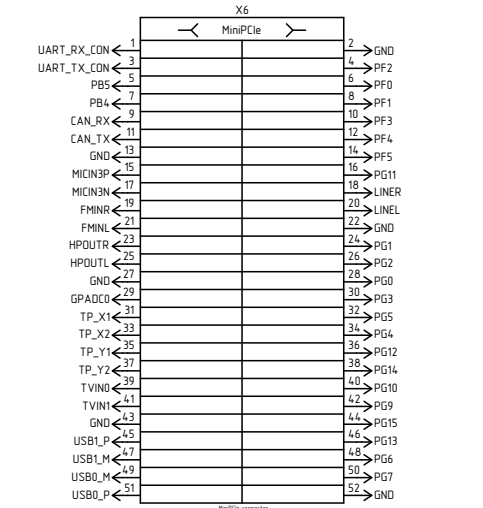 X6
MiniPCIe
UART_RX_CON 1 2 GND
UART_TX_CON 3 4 PF2
PB5 5 6 PF0
PB4 7 8 PF1
CAN_RX 9 10 PF3
CAN_TX 11 12 PF4
GND 13 14 PF5
MICIN3P 15 16 PG11
MICIN3N 17 18 LINER
FMINR 19 20 LINEL
FMINL 21 22 GND
HPOUTR 23 24 PG1
HPOUTL 25 26 PG2
GND 27 28 PG0
GPADC0 29 30 PG3
TP_X1 31 32 PG5
TP_X2 33 34 PG4
TP_Y1 35 36 PG12
TP_Y2 37 38 PG14
TVIN0 39 40 PG10
TVIN1 41 42 PG9
GND 43 44 PG15
USB1_P 45 46 PG13
USB1_M 47 48 PG6
USB0_M 49 50 PG7
USB0_P 51 52 GND
MiniPCIe connector